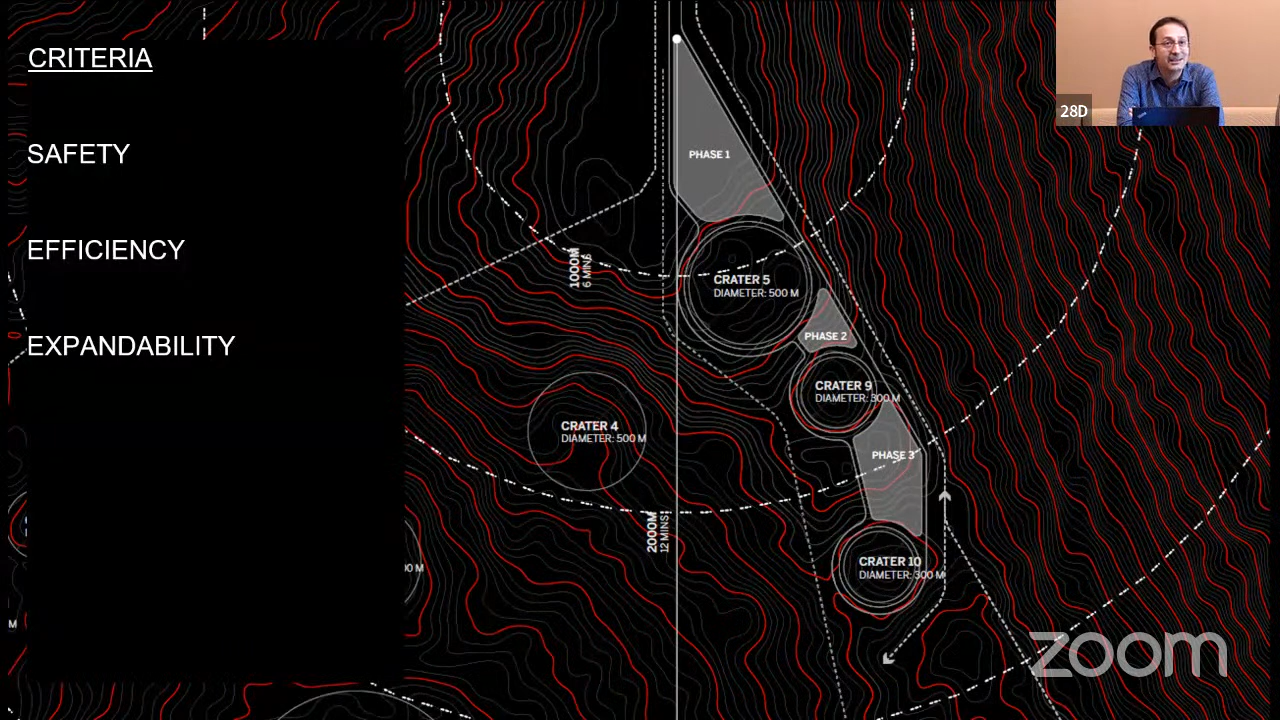 CRITERIA
SAFETY
EFFICIENCY
EXPANDABILITY
28D
PHASE 1
1000M
6 MINS
CRATER 5
DIAMETER: 500 M
PHASE 2
CRATER 9
DIAMETER: 300 M
CRATER 4
DIAMETER: 500 M
PHASE 3
2000M
12 MINS
CRATER 10
DIAMETER: 300 M
00 M
M
zoom